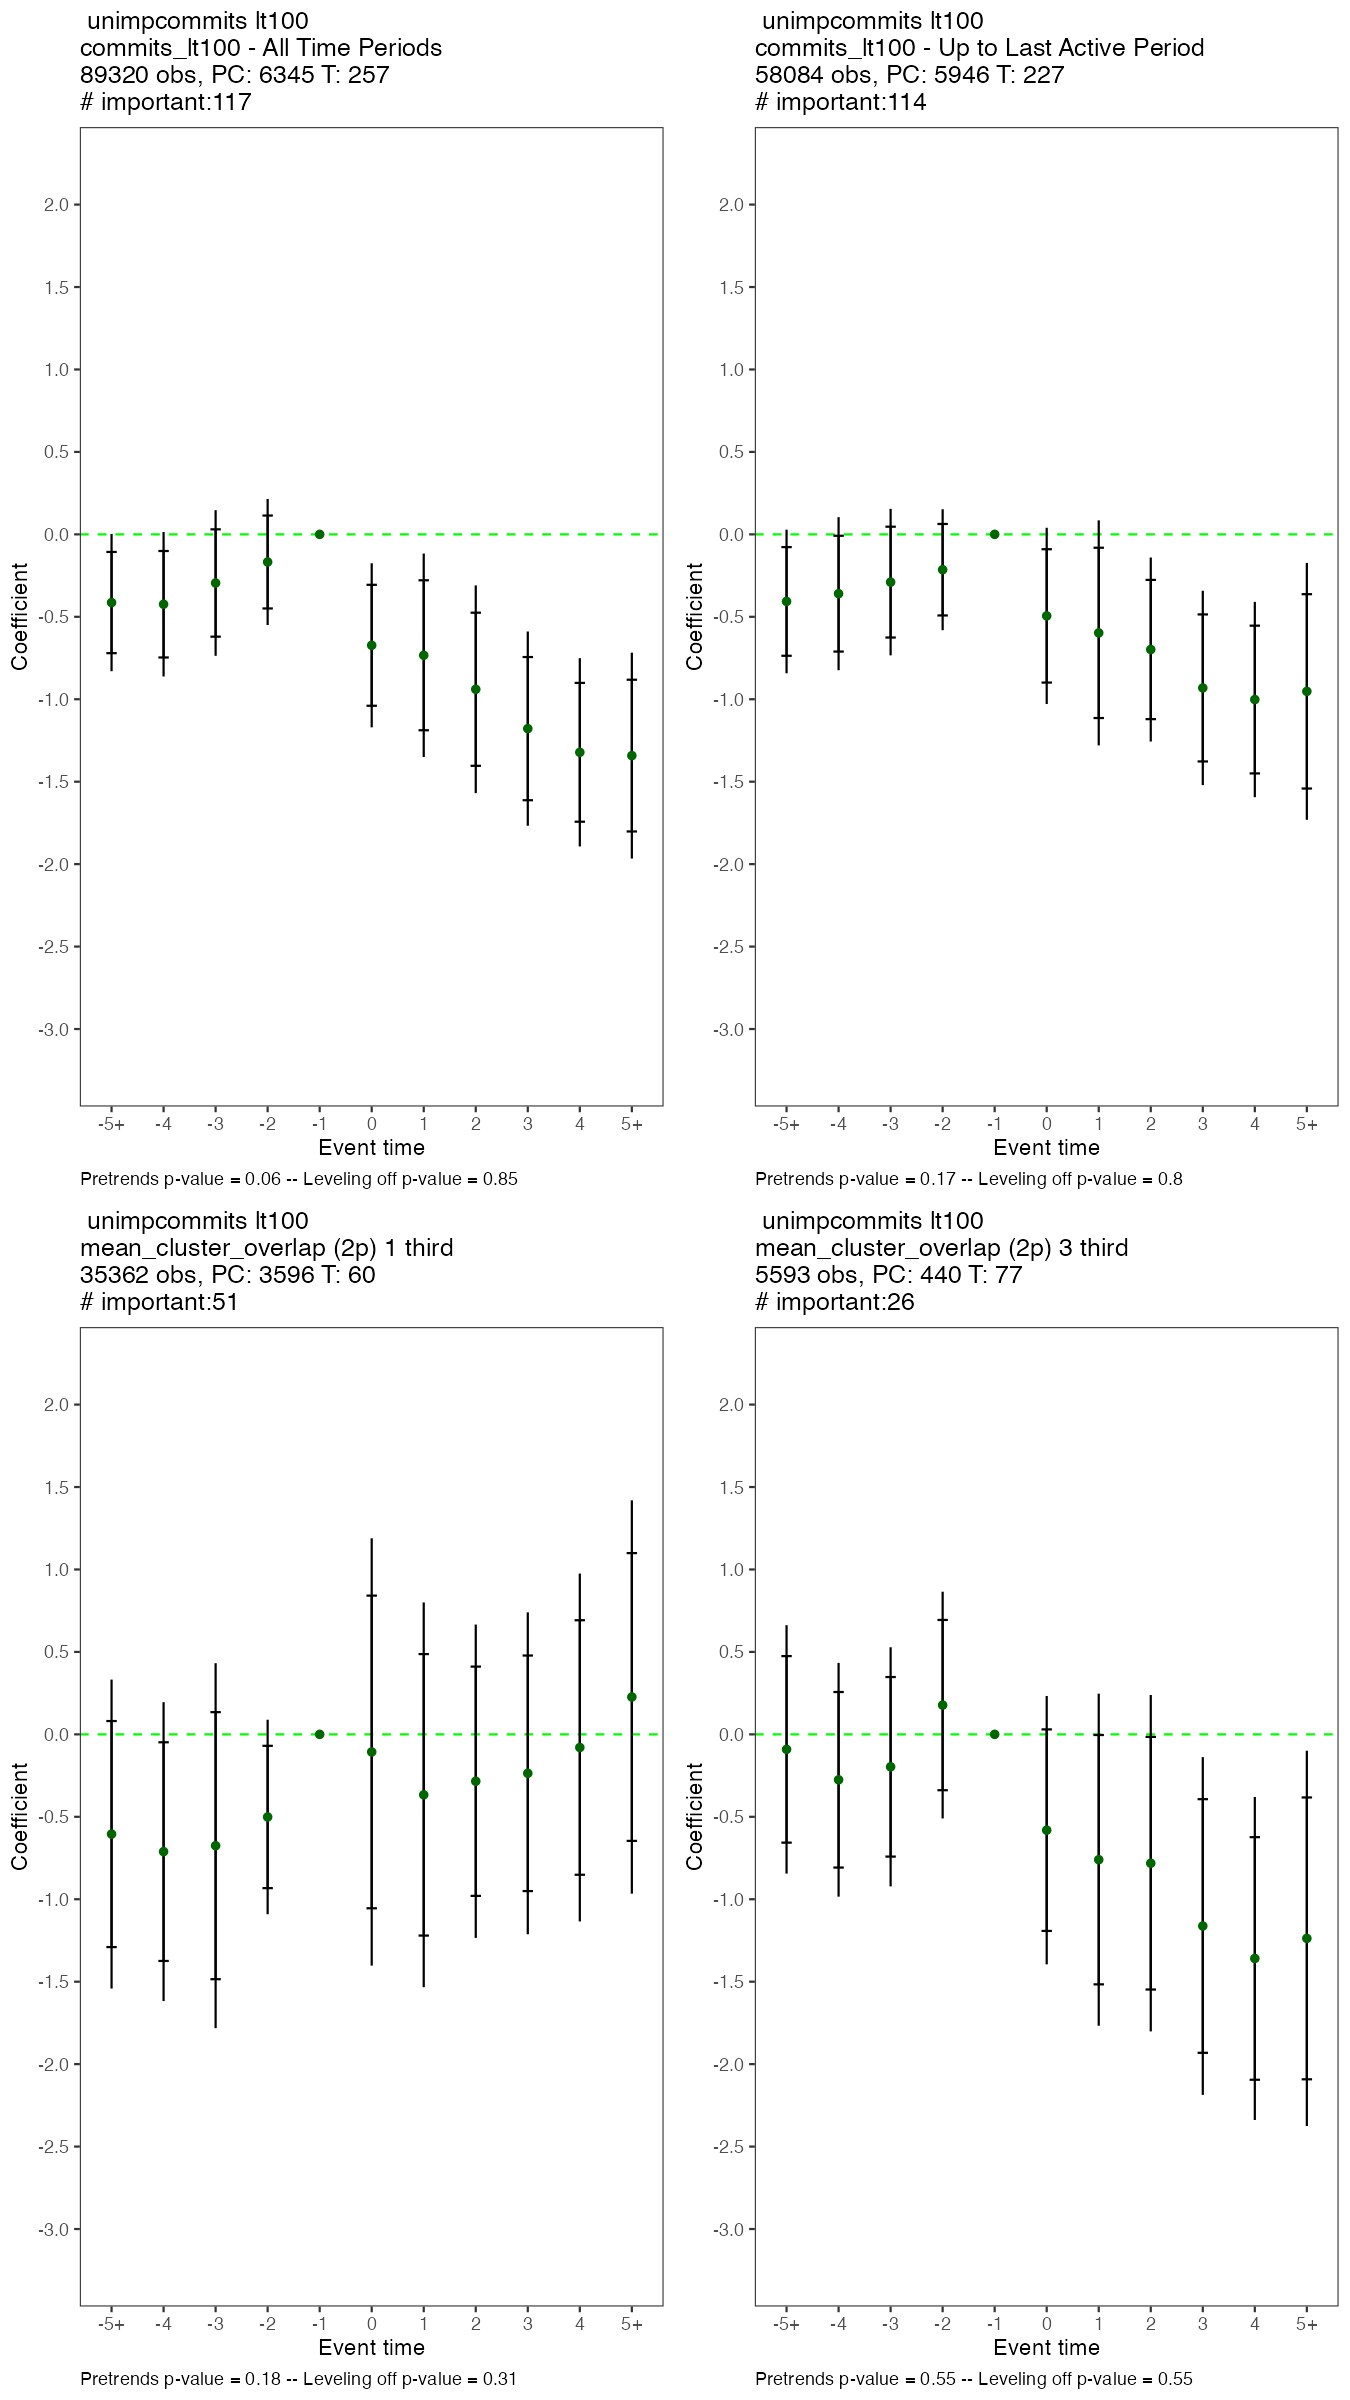 unimpcommits lt100
commits_lt100 - All Time Periods
89320 obs, PC: 6345 T: 257
# important:117
2.0
1.5
1.0
0.5
0.0
-0.5
-1.0
-1.5
-2.0
-2.5
-3.0
Coefficient
-5+ -4 -3 -2 -1 0 1 2 3 4 5+
Event time
Pretrends p-value = 0.06 -- Leveling off p-value = 0.85
unimpcommits lt100
commits_lt100 - Up to Last Active Period
58084 obs, PC: 5946 T: 227
# important:114
2.0
1.5
1.0
0.5
0.0
-0.5
-1.0
-1.5
-2.0
-2.5
-3.0
Coefficient
-5+ -4 -3 -2 -1 0 1 2 3 4 5+
Event time
Pretrends p-value = 0.17 -- Leveling off p-value = 0.8
unimpcommits lt100
mean_cluster_overlap (2p) 1 third
35362 obs, PC: 3596 T: 60
# important:51
2.0
1.5
1.0
0.5
0.0
-0.5
-1.0
-1.5
-2.0
-2.5
-3.0
Coefficient
-5+ -4 -3 -2 -1 0 1 2 3 4 5+
Event time
Pretrends p-value = 0.18 -- Leveling off p-value = 0.31
unimpcommits lt100
mean_cluster_overlap (2p) 3 third
5593 obs, PC: 440 T: 77
# important:26
2.0
1.5
1.0
0.5
0.0
-0.5
-1.0
-1.5
-2.0
-2.5
-3.0
Coefficient
-5+ -4 -3 -2 -1 0 1 2 3 4 5+
Event time
Pretrends p-value = 0.55 -- Leveling off p-value = 0.55